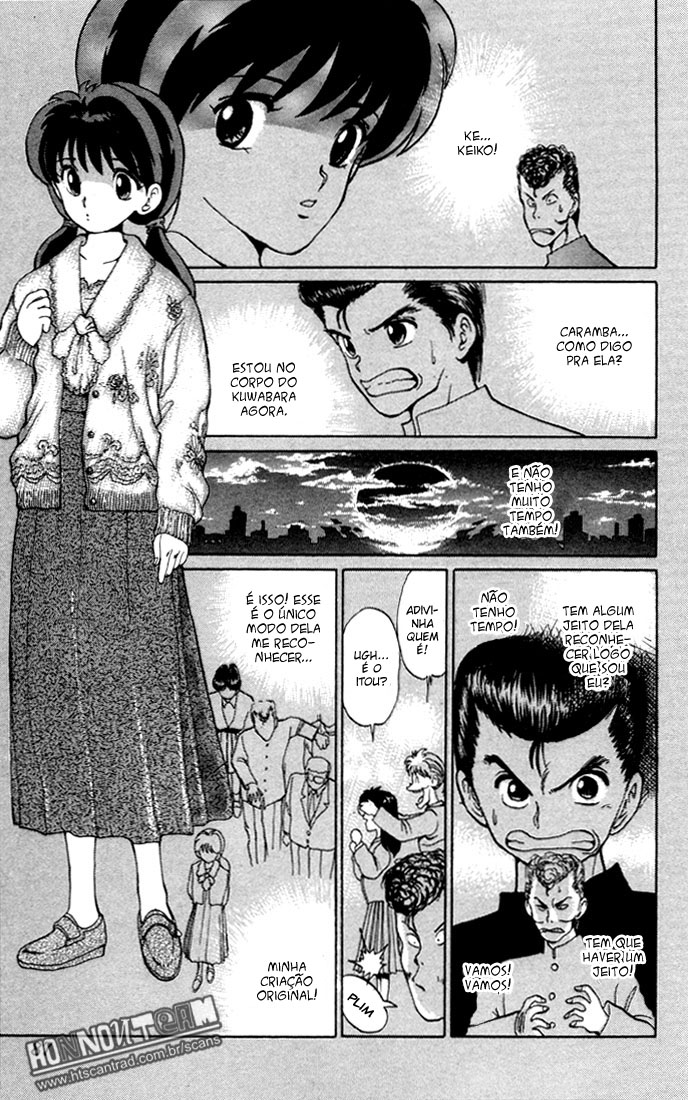 KE...
KEIKO!
CARAMBA...
COMO DIGO
PRA ELA?
ESTOU NO
CORPO DO
KUWABARA
AGORA.
E NÃO
TENHO
MUITO
TEMPO
TAMBÉM!
TEM ALGUM
JEITO DELA
RECONHE-
CER LOGO
QUE SOU
EU?
NÃO
TENHO
TEMPO!
TEM QUE
HAVER UM
JEITO!
VAMOS!
VAMOS!
ADIVI-
NHA
QUEM
É!
UGH...
É O
ITOU?
PLIM
É ISSO! ESSE
É O ÚNICO
MODO DELA
ME RECO-
NHECER...
MINHA
CRIAÇÃO
ORIGINAL!
HONNOUTEAM
www.htscantrad.com.br/scans